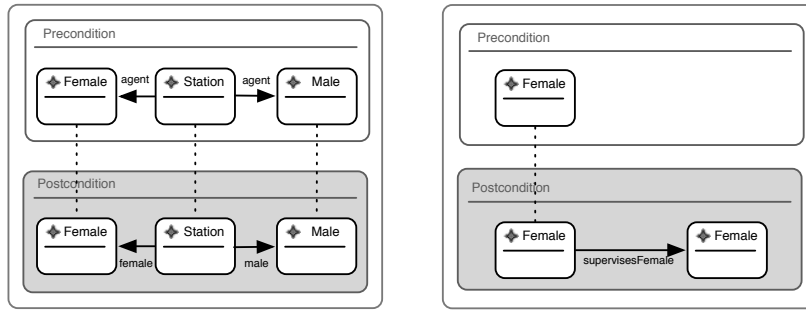 Precondition
Female
agent
Station
agent
Male
Postcondition
Female
female
Station
male
Male
Precondition
Female
Postcondition
Female
supervisesFemale
Female